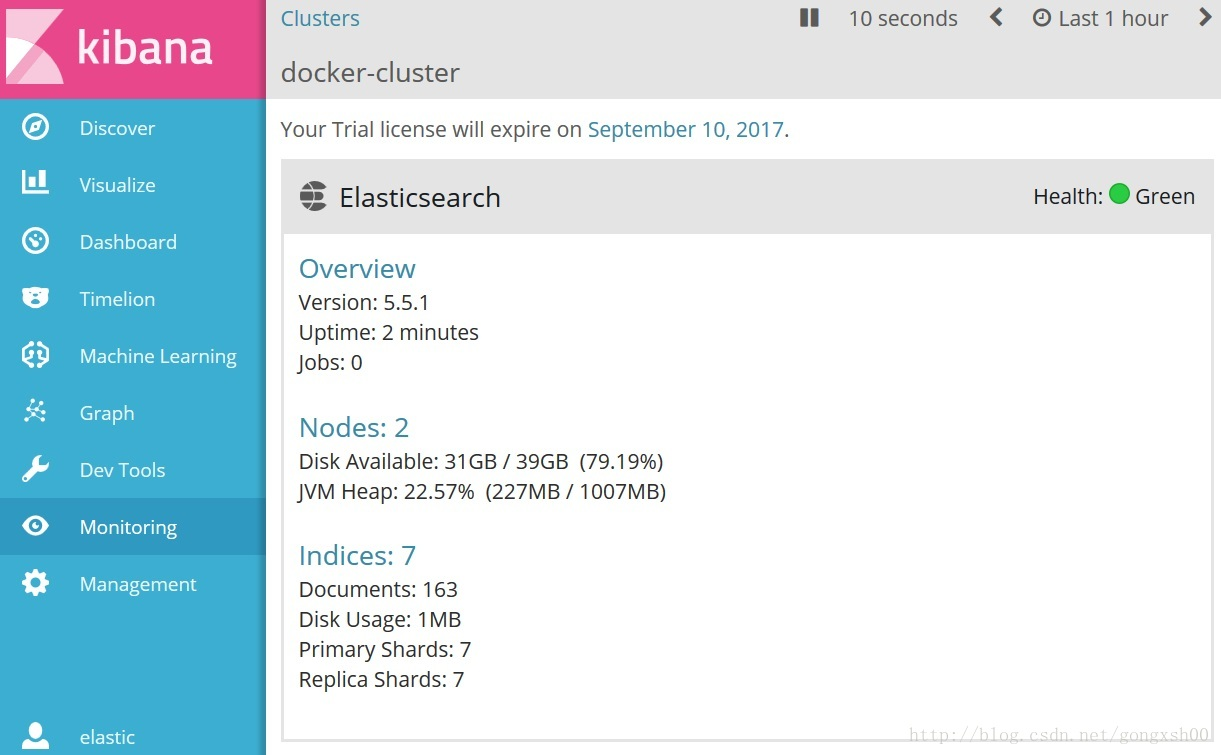 kibana
Discover
Visualize
Dashboard
Timelion
Machine Learning
Graph
Dev Tools
Monitoring
Management
elastic
Clusters
10 seconds
Last 1 hour
docker-cluster
Your Trial license will expire on September 10, 2017.
Elasticsearch
Health: Green
Overview
Version: 5.5.1
Uptime: 2 minutes
Jobs: 0
Nodes: 2
Disk Available: 31GB / 39GB (79.19%)
JVM Heap: 22.57% (227MB / 1007MB)
Indices: 7
Documents: 163
Disk Usage: 1MB
Primary Shards: 7
Replica Shards: 7
http://blog.csdn.net/gongxsh00